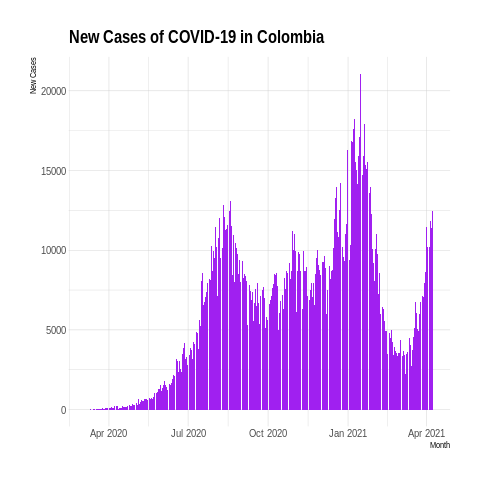 New Cases of COVID-19 in Colombia
New Cases
20000
15000
10000
5000
0
Apr 2020 Jul 2020 Oct 2020 Jan 2021 Apr 2021
Month